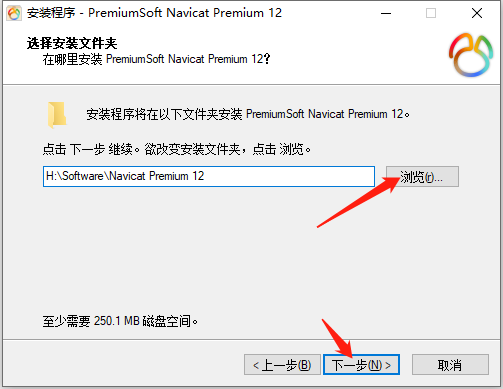 安装程序 - PremiumSoft Navicat Premium 12
选择安装文件夹
在哪里安装 PremiumSoft Navicat Premium 12?
安装程序将在以下文件夹安装 PremiumSoft Navicat Premium 12。
点击 下一步 继续。欲改变安装文件夹，点击 浏览。
H:\Software\Navicat Premium 12
浏览(r)...
至少需要 250.1 MB 磁盘空间。
< 上一步(B)
下一步(N) >
取消